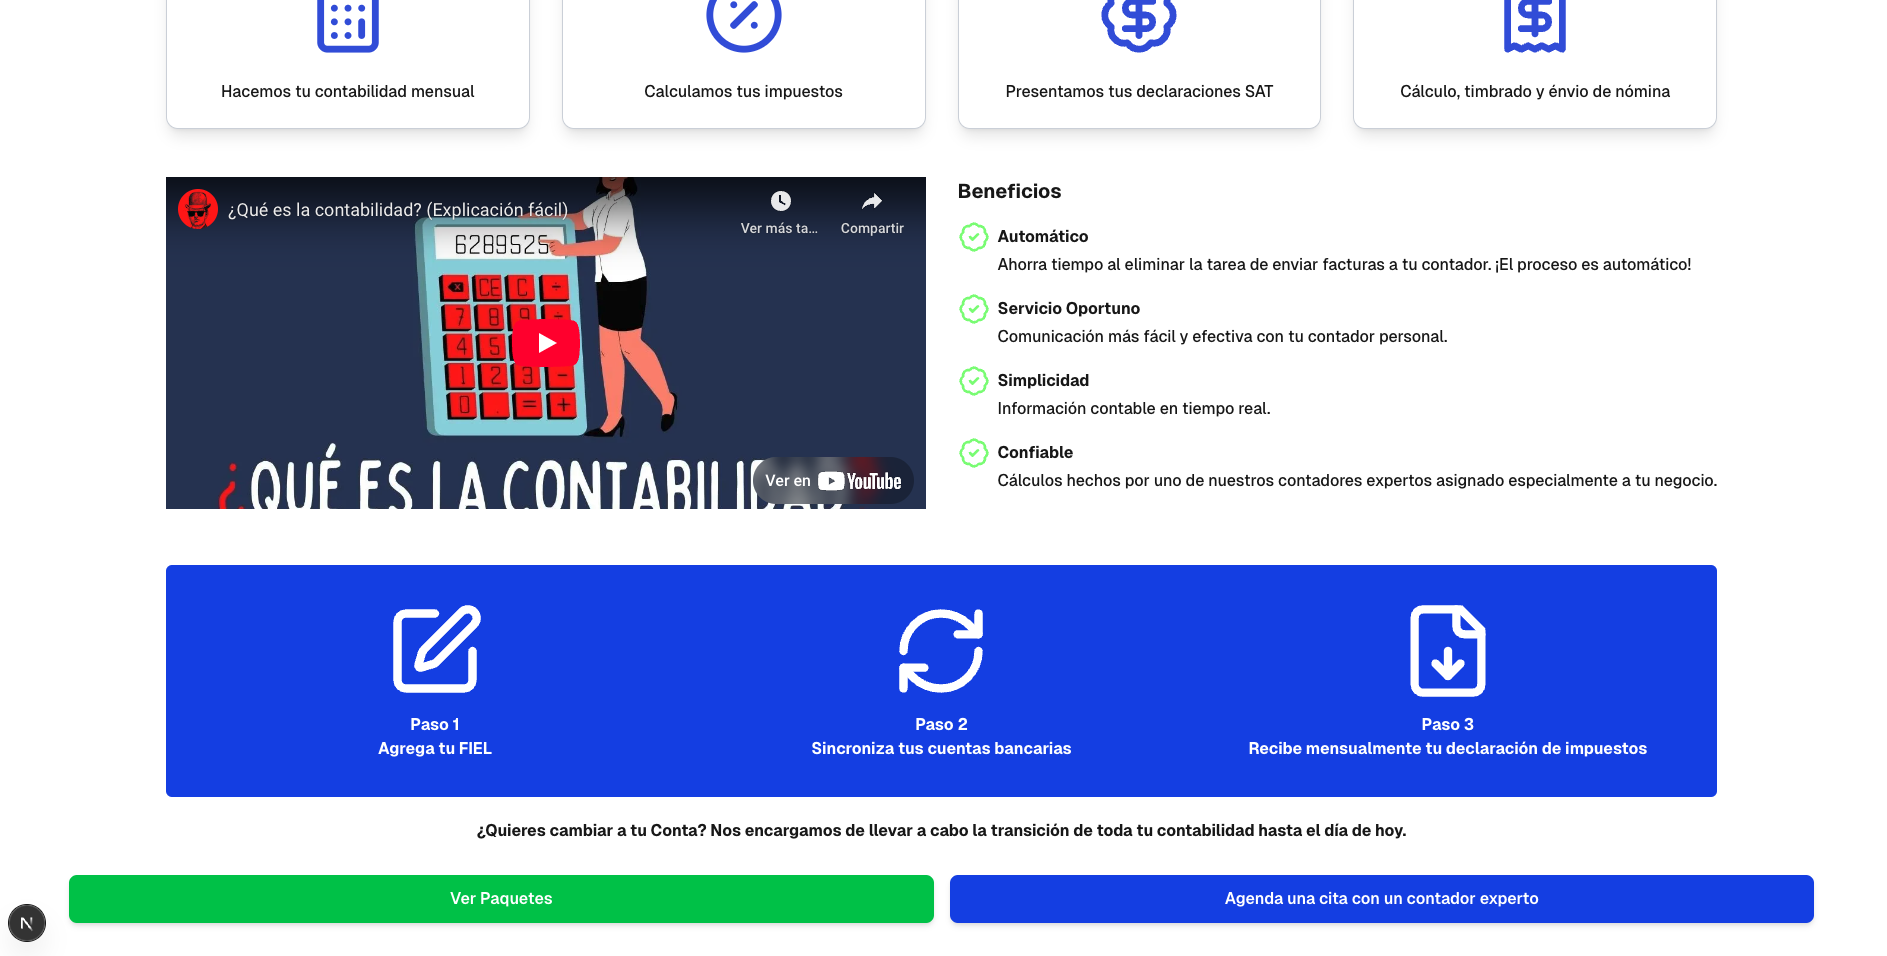 Hacemos tu contabilidad mensual
Calculamos tus impuestos
Presentamos tus declaraciones SAT
Cálculo, timbrado y énvio de nómina
¿Qué es la contabilidad? (Explicación fácil)
Ver más ta...
Compartir
6289525
CE C ÷
7 8 9 ÷
4 5
1 2 3 −
0 . = +
¿QUÉ ES LA CONTABILIDAD
Ver en YouTube
Beneficios
Automático
Ahorra tiempo al eliminar la tarea de enviar facturas a tu contador. ¡El proceso es automático!
Servicio Oportuno
Comunicación más fácil y efectiva con tu contador personal.
Simplicidad
Información contable en tiempo real.
Confiable
Cálculos hechos por uno de nuestros contadores expertos asignado especialmente a tu negocio.
Paso 1
Agrega tu FIEL
Paso 2
Sincroniza tus cuentas bancarias
Paso 3
Recibe mensualmente tu declaración de impuestos
¿Quieres cambiar a tu Conta? Nos encargamos de llevar a cabo la transición de toda tu contabilidad hasta el día de hoy.
Ver Paquetes
Agenda una cita con un contador experto
N